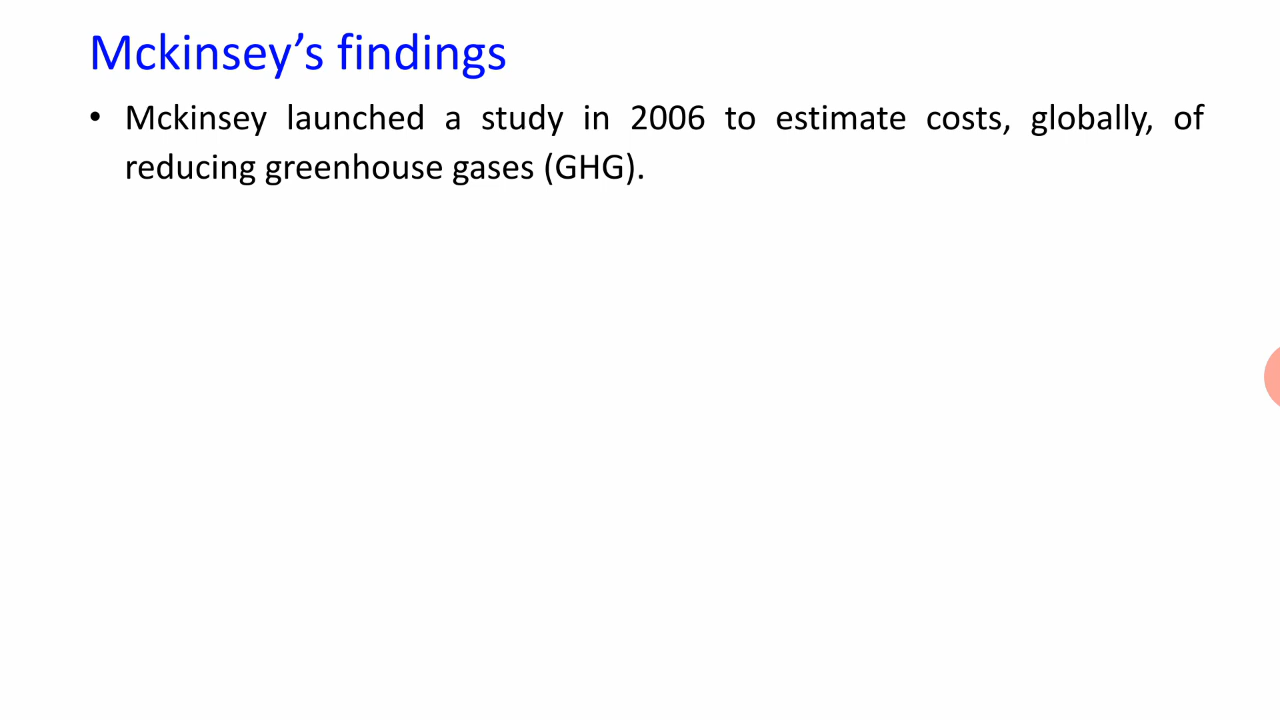 Mckinsey’s findings
• Mckinsey launched a study in 2006 to estimate costs, globally, of
reducing greenhouse gases (GHG).